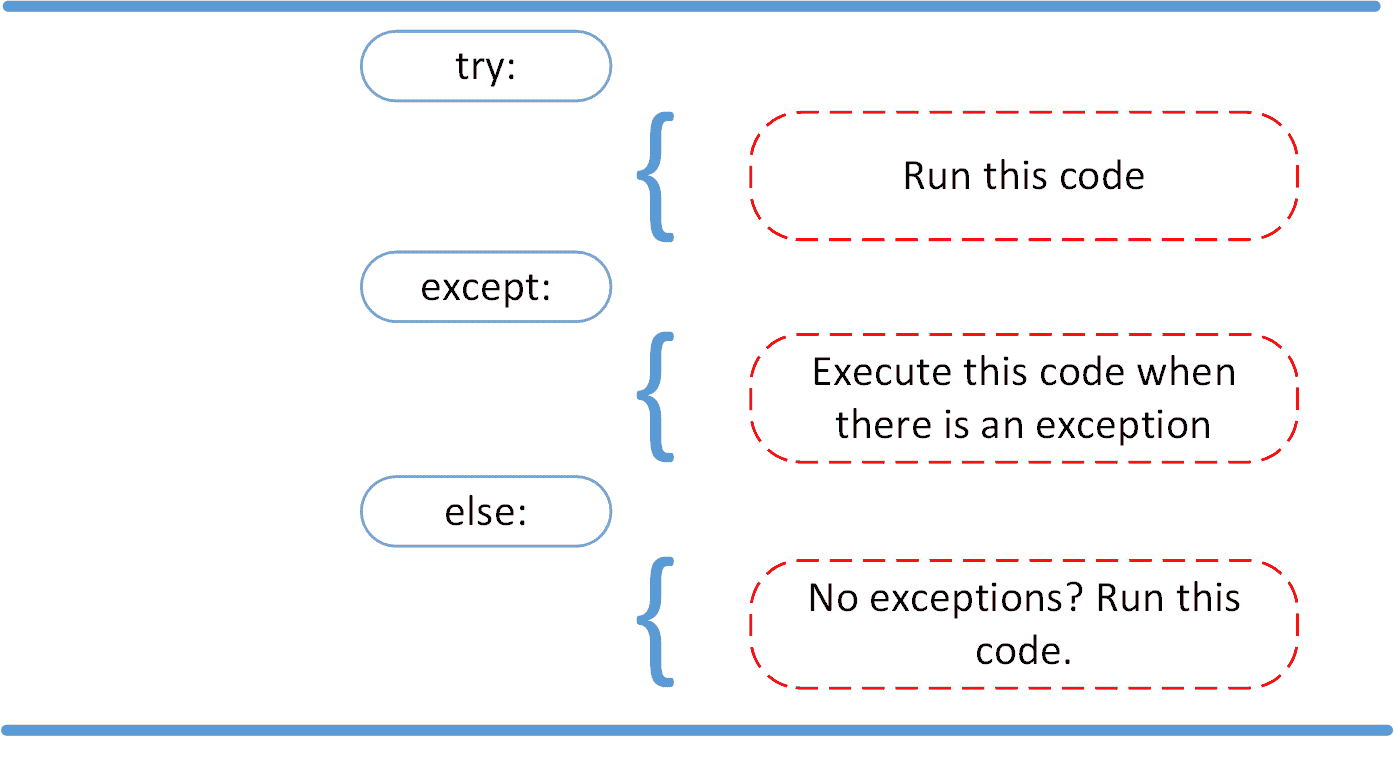 try:
Run this code
except:
Execute this code when
there is an exception
else:
No exceptions? Run this
code.